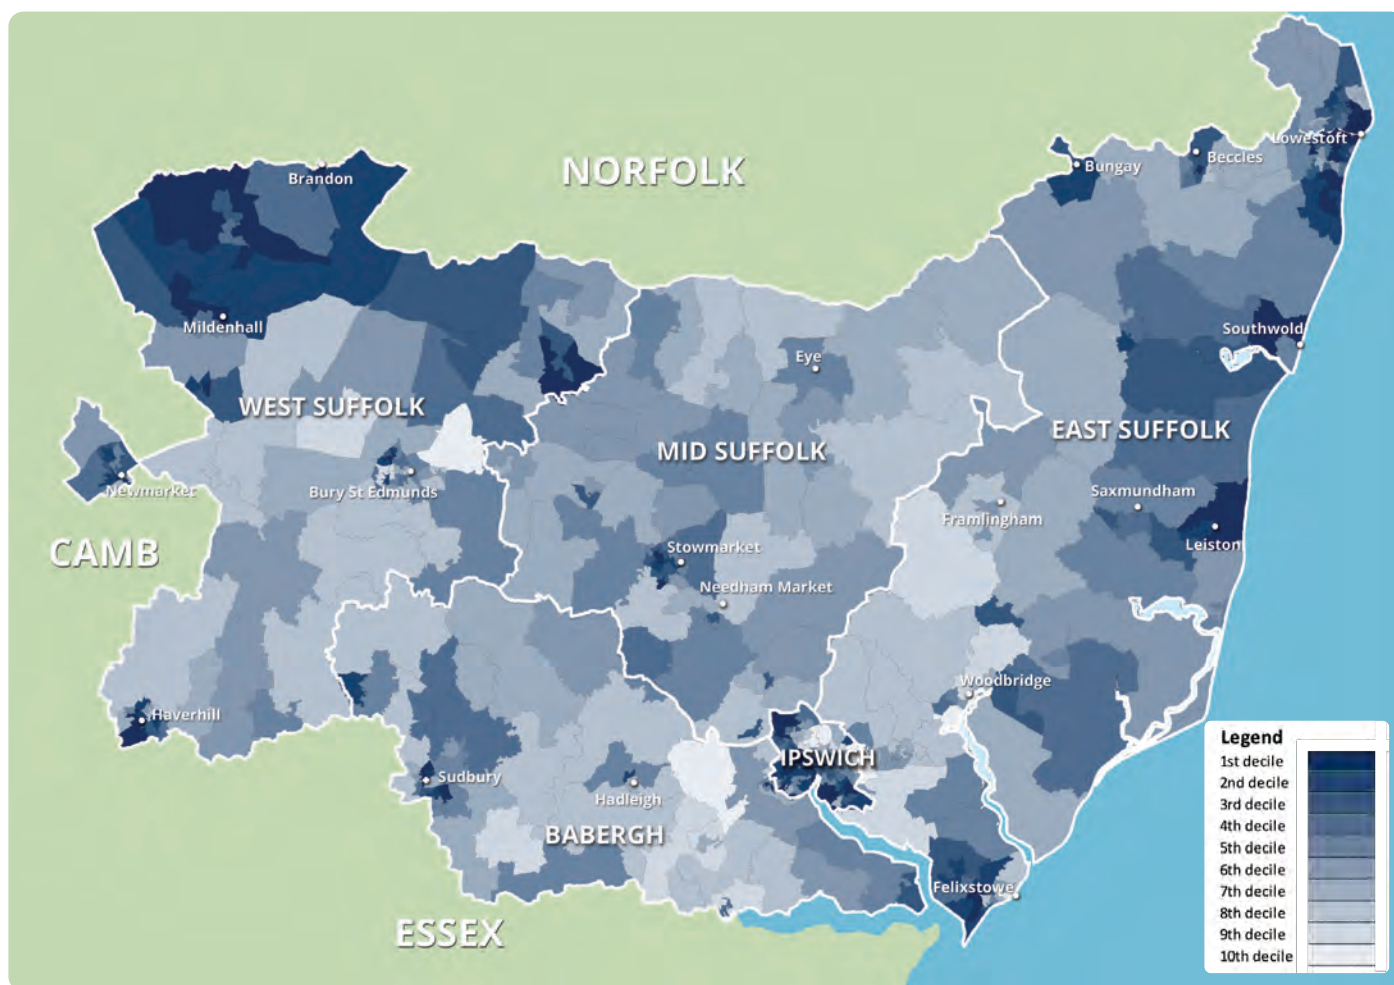 NORFOLK
Lowestoft
Beccles
Bungay
Brandon
Mildenhall
Southwold
Eye
WEST SUFFOLK
EAST SUFFOLK
MID SUFFOLK
Newmarket
Bury St Edmunds
Saxmundham
Framlingham
CAMB
Stowmarket
Leiston
Needham Market
Woodbridge
Haverhill
IPSWICH
Sudbury
Hadleigh
BABERGH
Felixstowe
ESSEX
Legend
1st decile
2nd decile
3rd decile
4th decile
5th decile
6th decile
7th decile
8th decile
9th decile
10th decile